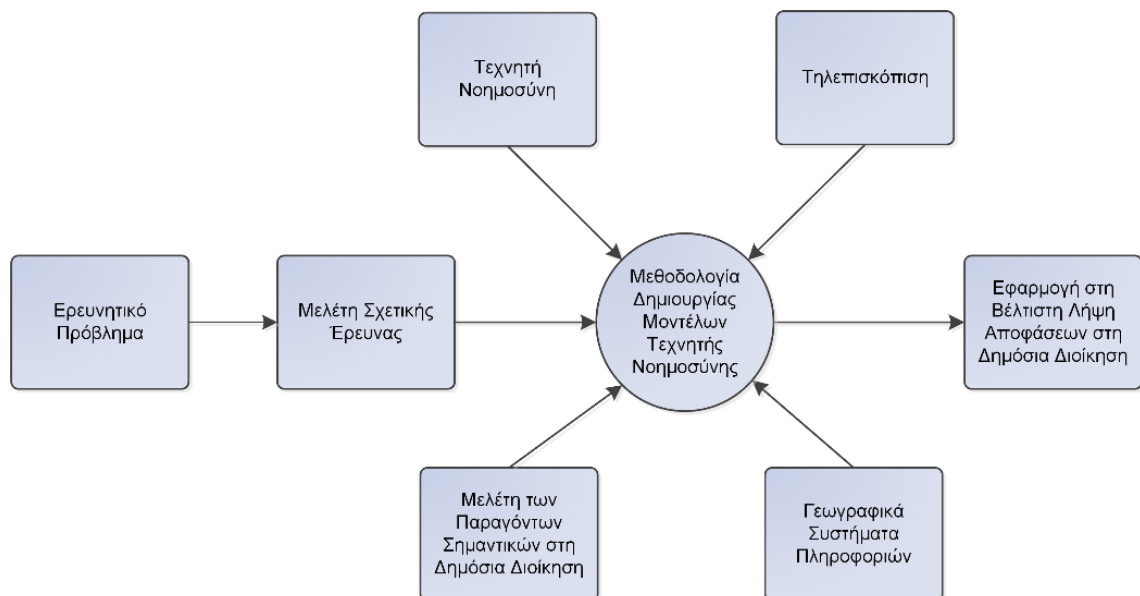 Τεχνητή
Νοημοσύνη
Τηλεπισκόπιση
Ερευνητικό
Πρόβλημα
Μελέτη Σχετικής
Έρευνας
Μεθοδολογία
Δημιουργίας
Μοντέλων
Τεχνητής
Νοημοσύνης
Εφαρμογή στη
Βέλτιστη Λήψη
Αποφάσεων στη
Δημόσια Διοίκηση
Μελέτη των
Παραγόντων
Σημαντικών στη
Δημόσια Διοίκηση
Γεωγραφικά
Συστήματα
Πληροφοριών